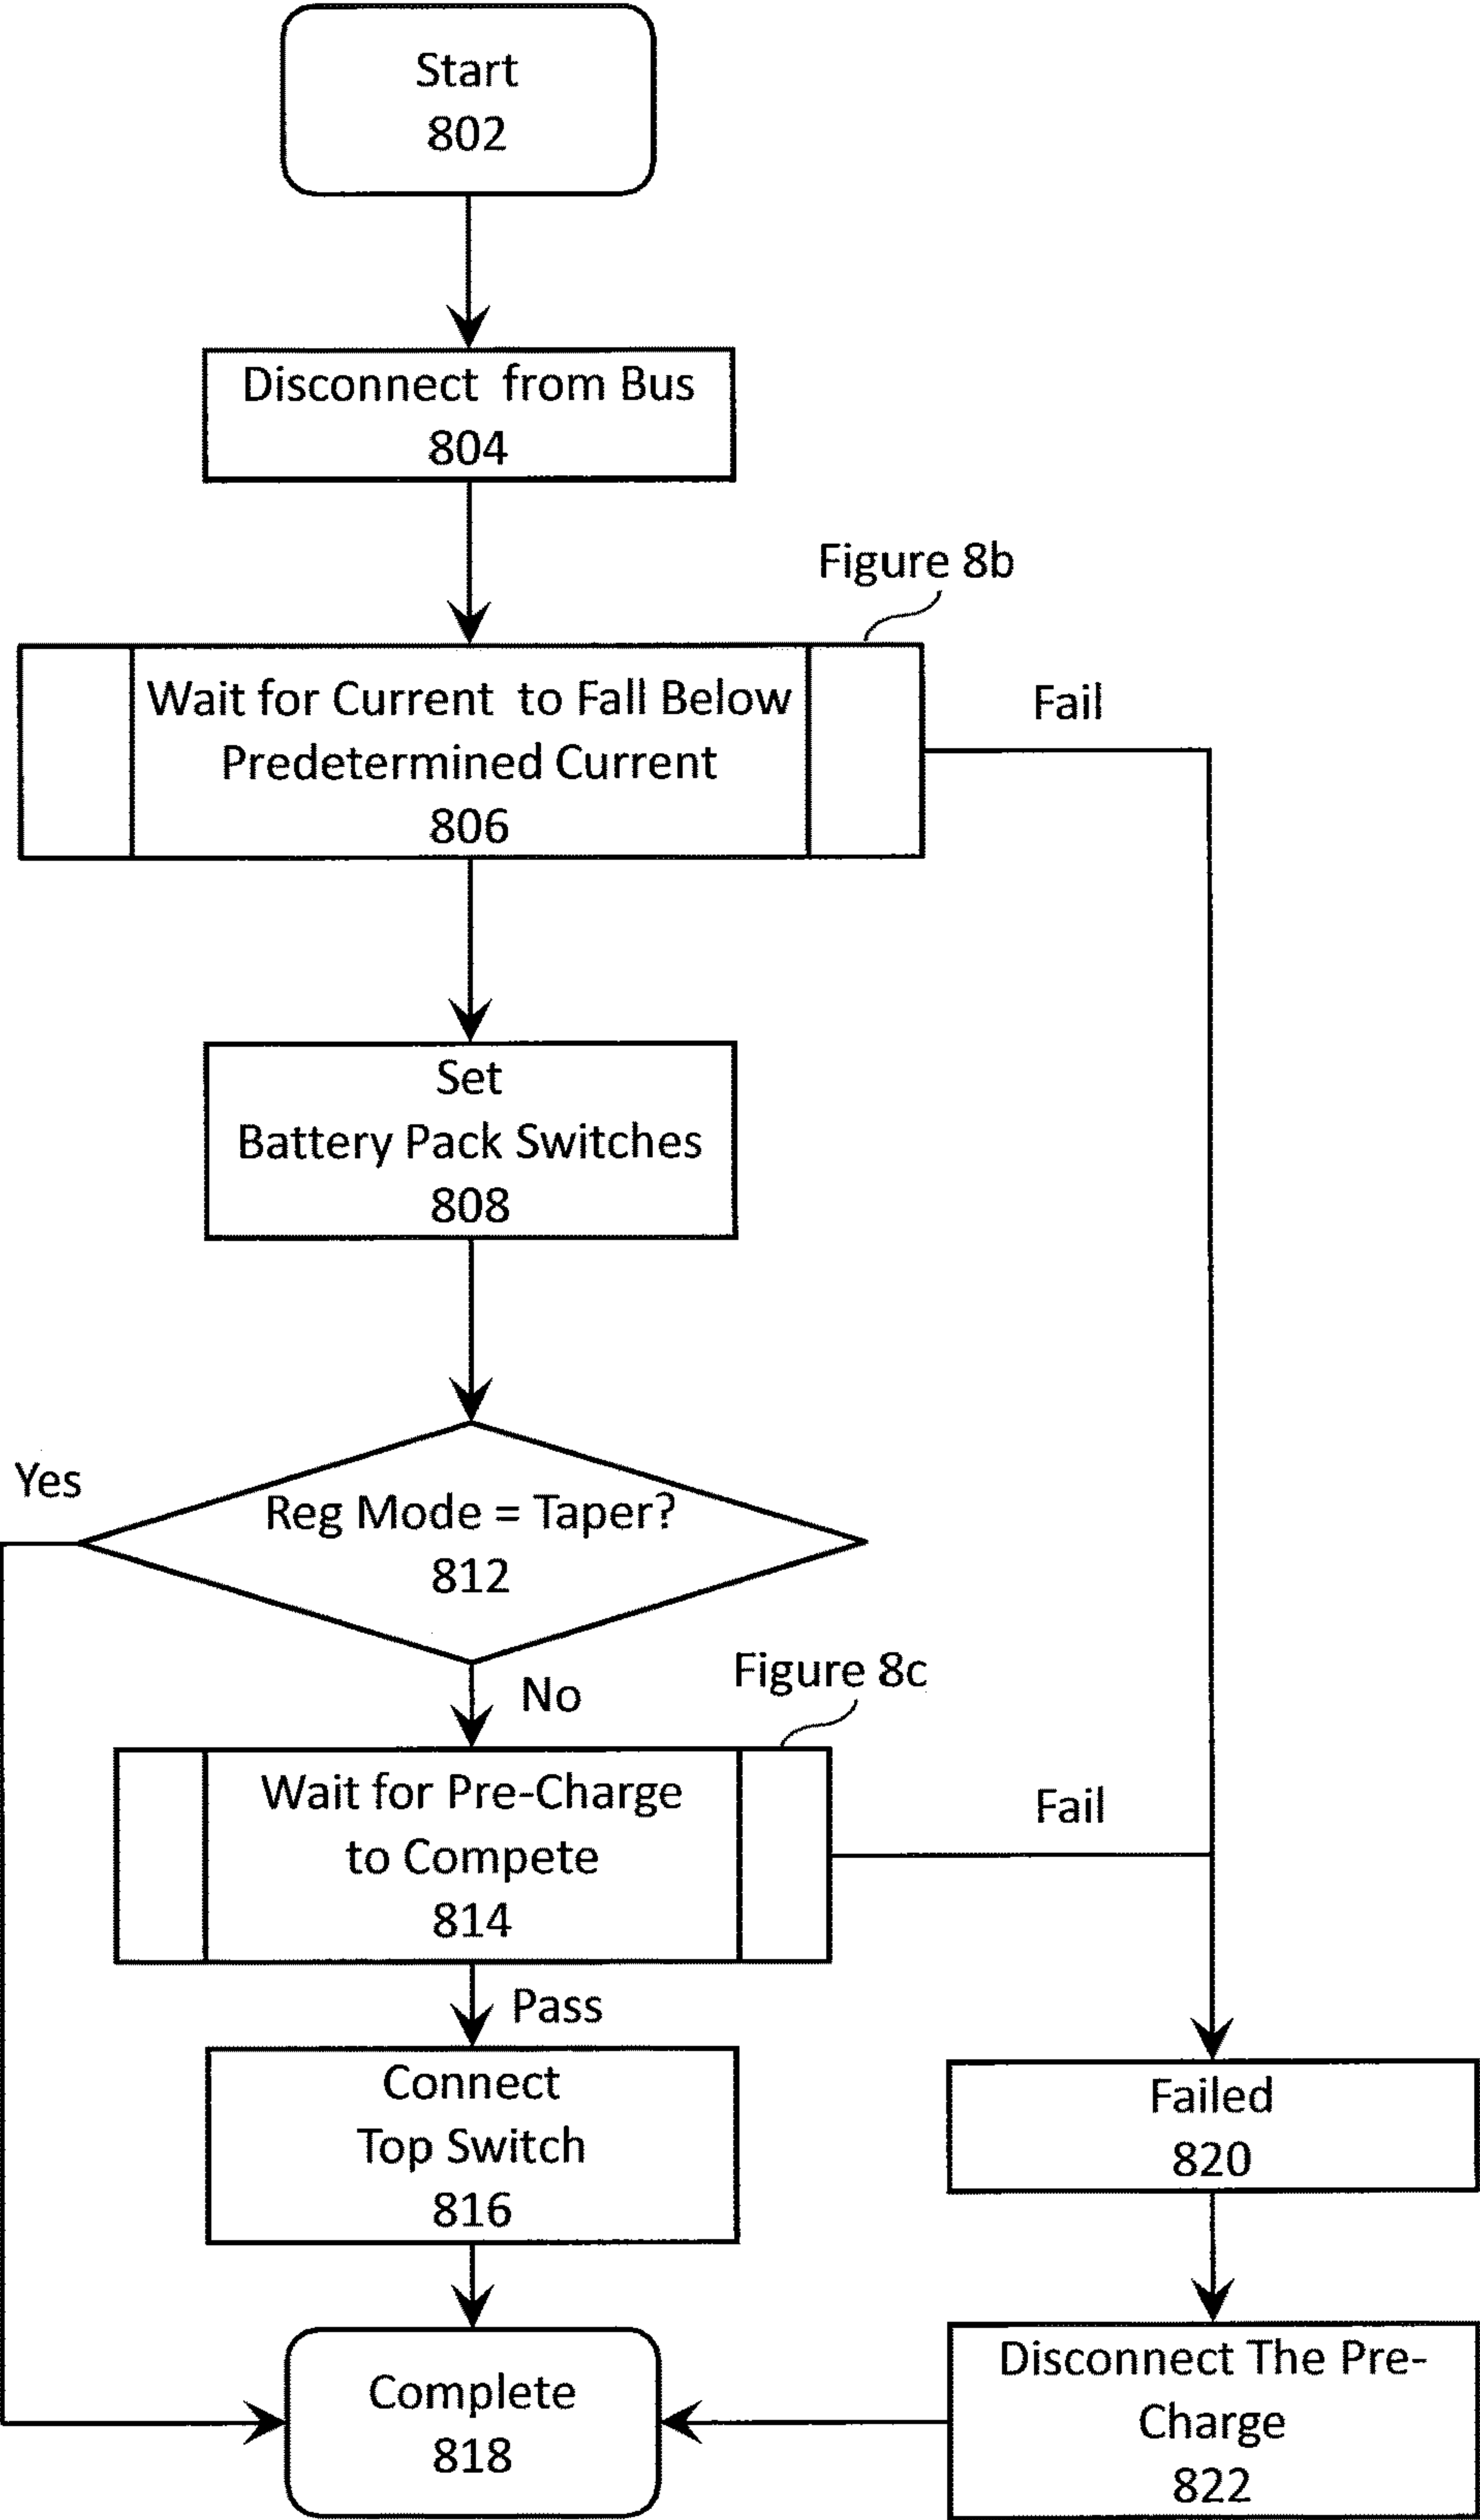 Start
802
Disconnect from Bus
804
Figure 8b
Wait for Current to Fall Below
Predetermined Current
806
Fail
Set
Battery Pack Switches
808
Yes
Reg Mode = Taper?
812
No
Figure 8c
Wait for Pre-Charge
to Compete
814
Fail
Pass
Connect
Top Switch
816
Failed
820
Complete
818
Disconnect The Pre-
Charge
822